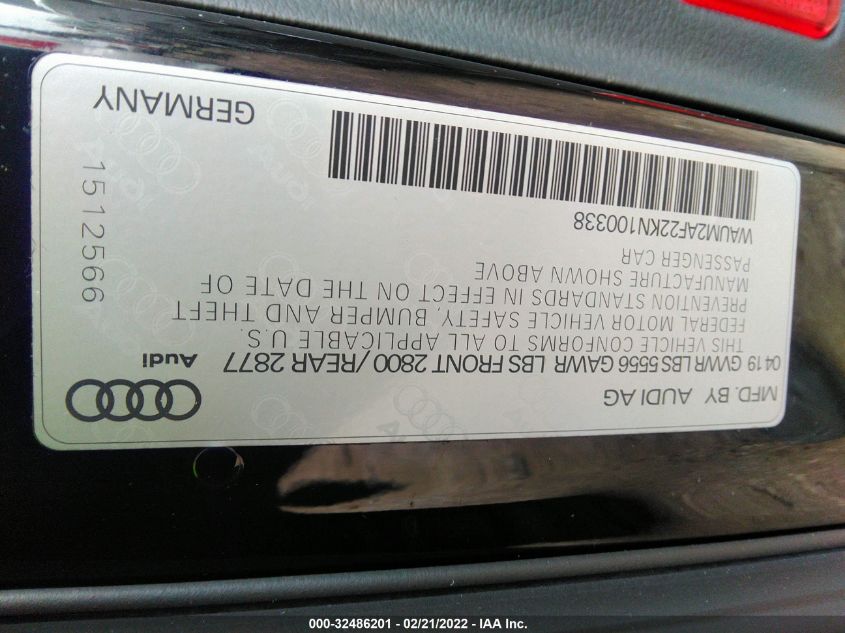 MFD. BY AUDI AG
Audi
04 19 GVWR LBS 5556 GAWR LBS FRONT 2800 / REAR 2877
THIS VEHICLE CONFORMS TO ALL APPLICABLE U.S.
FEDERAL MOTOR VEHICLE SAFETY, BUMPER AND THEFT
PREVENTION STANDARDS IN EFFECT ON THE DATE OF
MANUFACTURE SHOWN ABOVE
PASSENGER CAR
WAUM2AF22KN100338
GERMANY
1512566
000-32486201 - 02/21/2022 - IAA Inc.